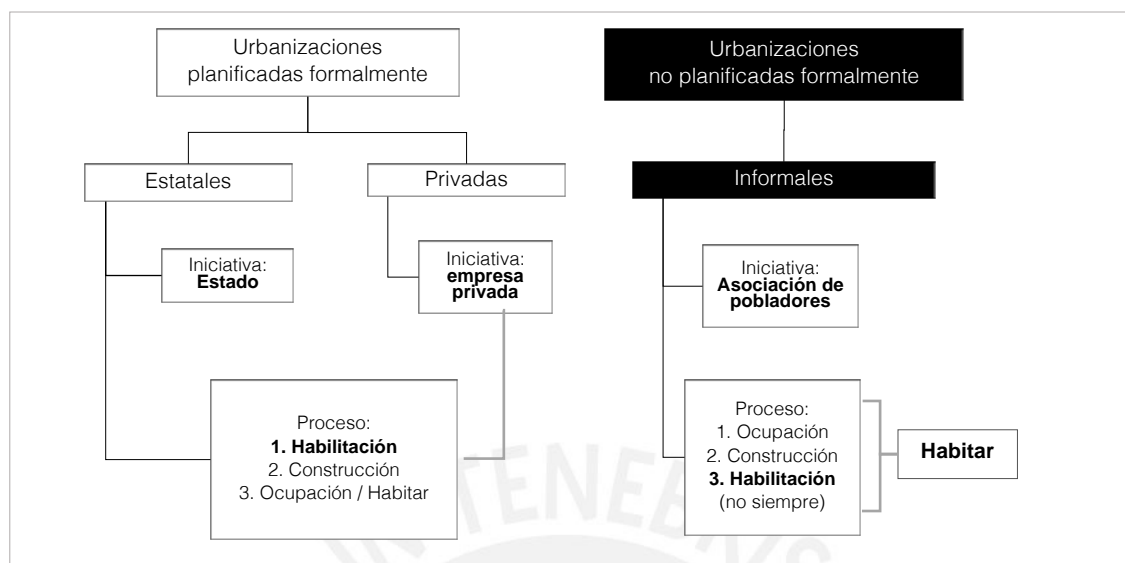 Urbanizaciones
planificadas formalmente
Urbanizaciones
no planificadas formalmente
Estatales
Privadas
Informales
Iniciativa:
Estado
Iniciativa:
empresa
privada
Iniciativa:
Asociación de
pobladores
Proceso:
1. Habilitación
2. Construcción
3. Ocupación / Habitar
Proceso:
1. Ocupación
2. Construcción
3. Habilitación
(no siempre)
Habitar
TENEB